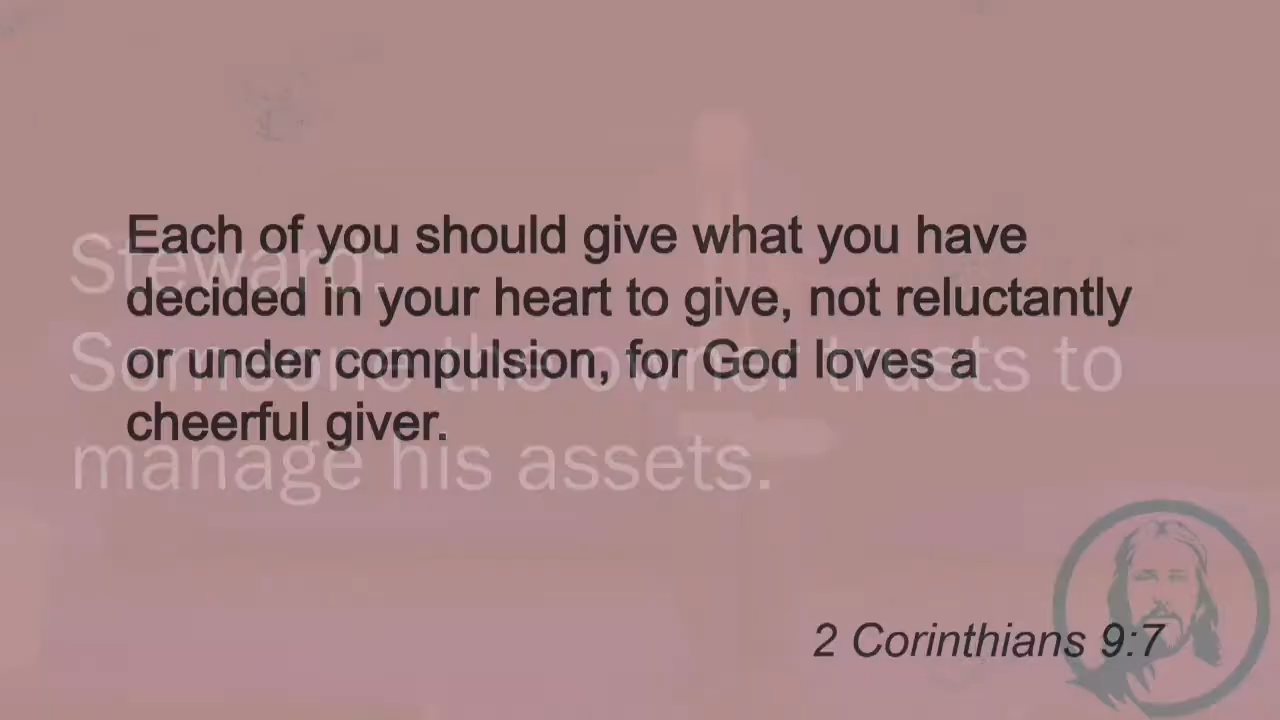 Each of you should give what you have
decided in your heart to give, not reluctantly
or under compulsion, for God loves a
cheerful giver.
2 Corinthians 9:7
Steward:
Someone the owner trusts to
manage his assets.